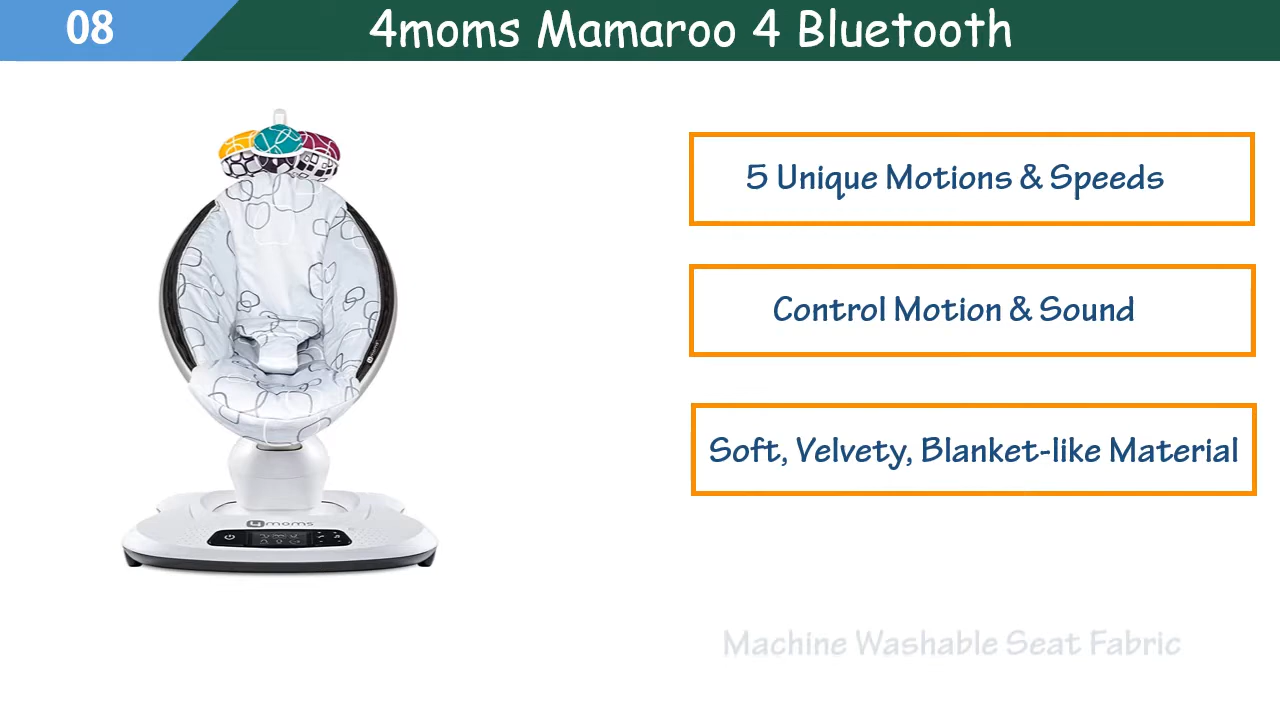 08
4moms Mamaroo 4 Bluetooth
5 Unique Motions & Speeds
Control Motion & Sound
Soft, Velvety, Blanket-like Material
4moms
Machine Washable Seat Fabric